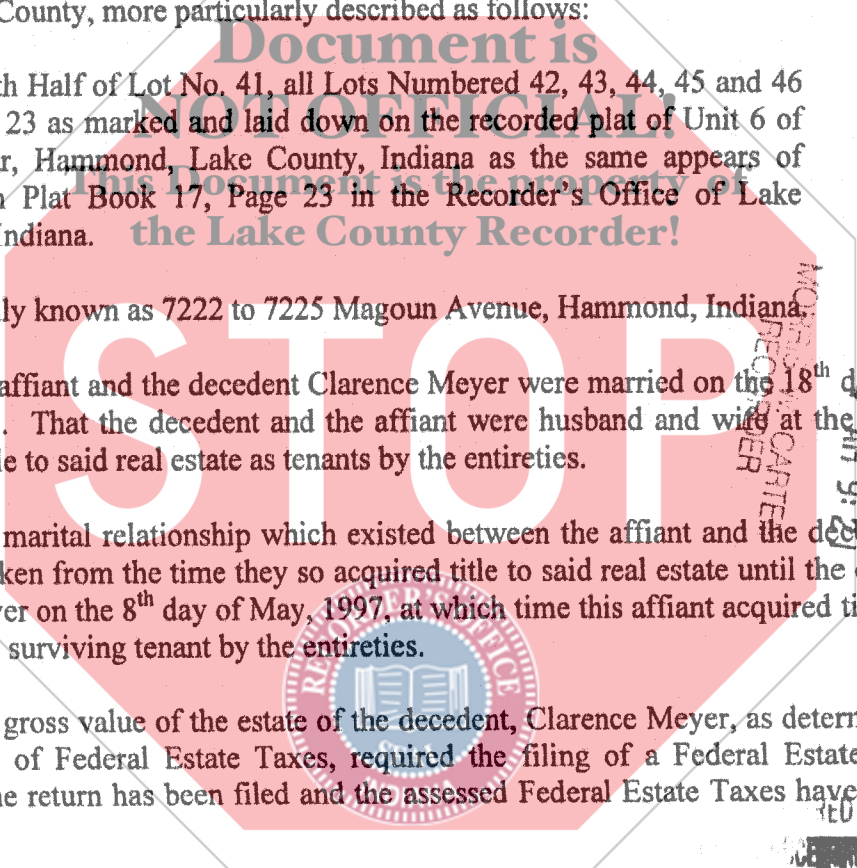 County, more particularly described as follows:
Document is
th Half of Lot No. 41, all Lots Numbered 42, 43, 44, 45 and 46
NOT OFFICIAL!
23 as marked and laid down on the recorded plat of Unit 6 of
r, Hammond, Lake County, Indiana as the same appears of
This Document is the property of
Plat Book 17, Page 23 in the Recorder's Office of Lake
Indiana.
the Lake County Recorder!
ly known as 7222 to 7225 Magoun Avenue, Hammond, Indiana.
STOP
affiant and the decedent Clarence Meyer were married on the 18th d
. That the decedent and the affiant were husband and wife at the
le to said real estate as tenants by the entireties.
CARTE
RECORDER
marital relationship which existed between the affiant and the dec
ken from the time they so acquired title to said real estate until the
er on the 8th day of May, 1997, at which time this affiant acquired ti
surviving tenant by the entireties.
RECORDER'S OFFICE
SEAL
gross value of the estate of the decedent, Clarence Meyer, as determ
of Federal Estate Taxes, required the filing of a Federal Estate
ne return has been filed and the assessed Federal Estate Taxes have